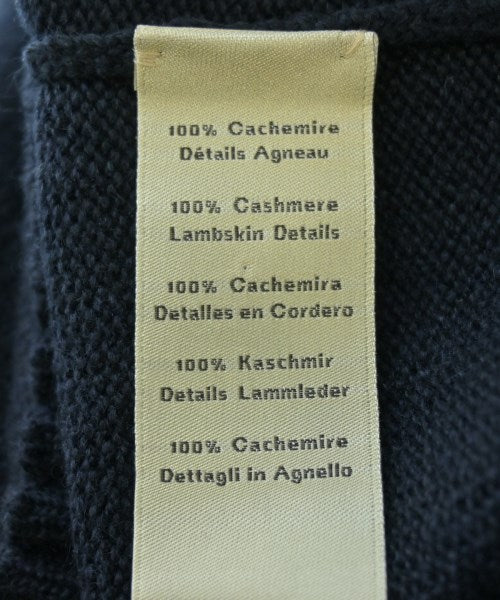 100% Cachemire
Détails Agneau
100% Cashmere
Lambskin Details
100% Cachemira
Detalles en Cordero
100% Kaschmir
Details Lammleder
100% Cachemire
Dettagli in Agnello